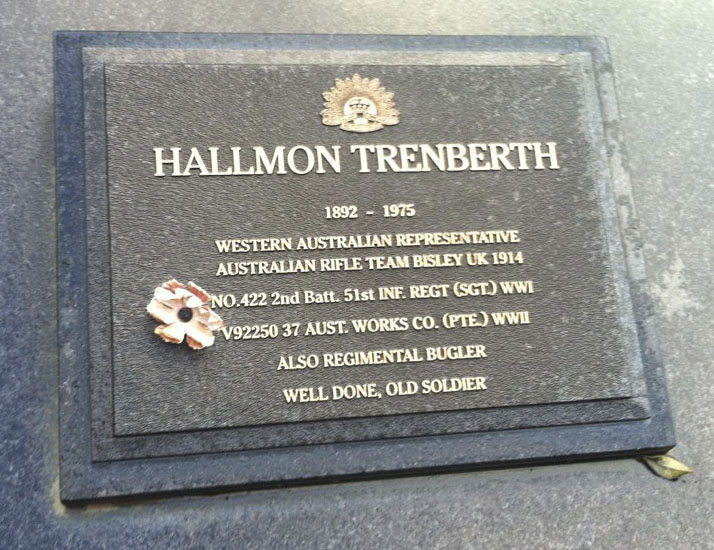 HALLMON TRENBERTH
1892 - 1975
WESTERN AUSTRALIAN REPRESENTATIVE
AUSTRALIAN RIFLE TEAM BISLEY UK 1914
NO.422 2nd Batt. 51st INF. REGT (SGT.) WWI
V92250 37 AUST. WORKS CO. (PTE.) WWII
ALSO REGIMENTAL BUGLER
WELL DONE, OLD SOLDIER